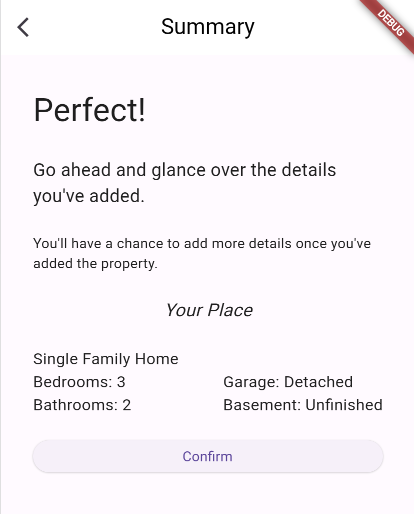 Summary
DEBUG
Perfect!
Go ahead and glance over the details
you've added.
You'll have a chance to add more details once you've
added the property.
Your Place
Single Family Home
Bedrooms: 3 Garage: Detached
Bathrooms: 2 Basement: Unfinished
Confirm